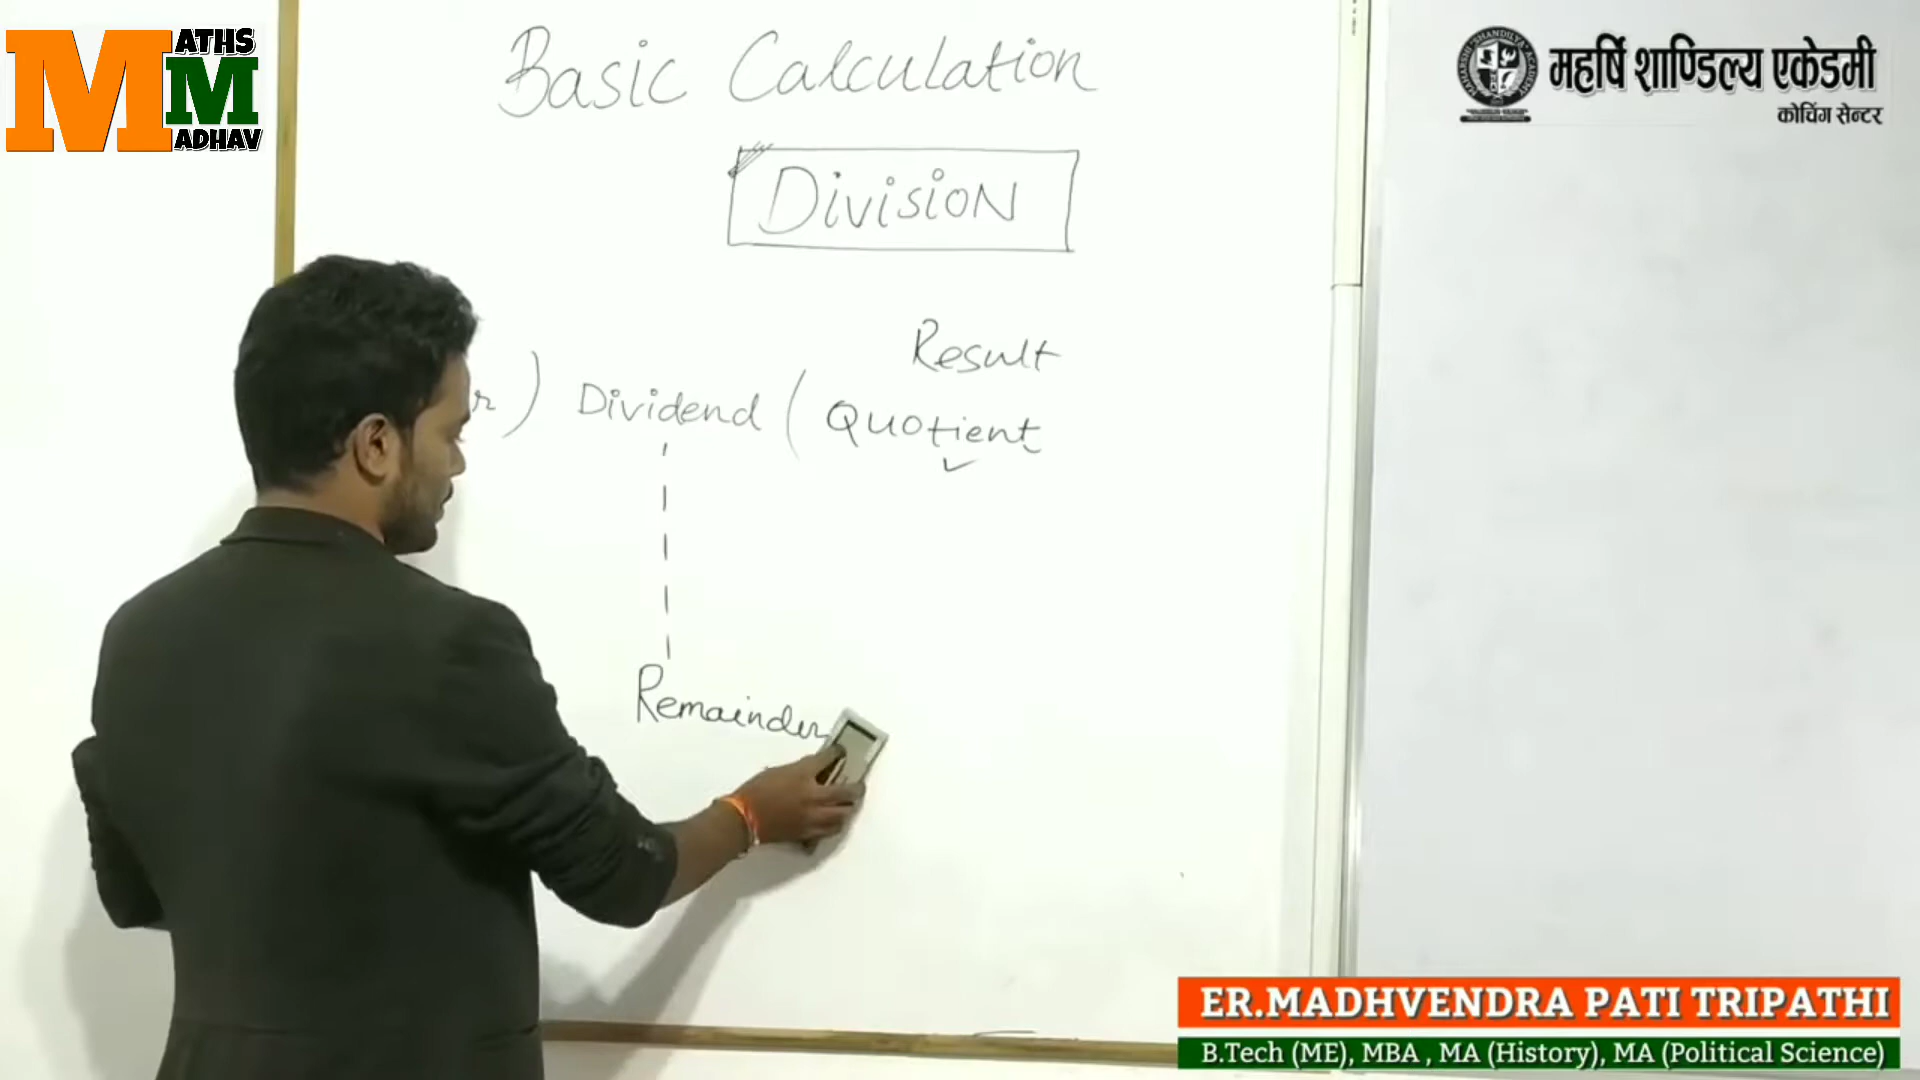 MATHS
MADHAV
महर्षि शाण्डिल्य एकेडमी
कोचिंग सेन्टर
Basic Calculation
DivisioN
Result
) Dividend ( Quotient
Remainder
ER.MADHVENDRA PATI TRIPATHI
B.Tech (ME), MBA , MA (History), MA (Political Science)